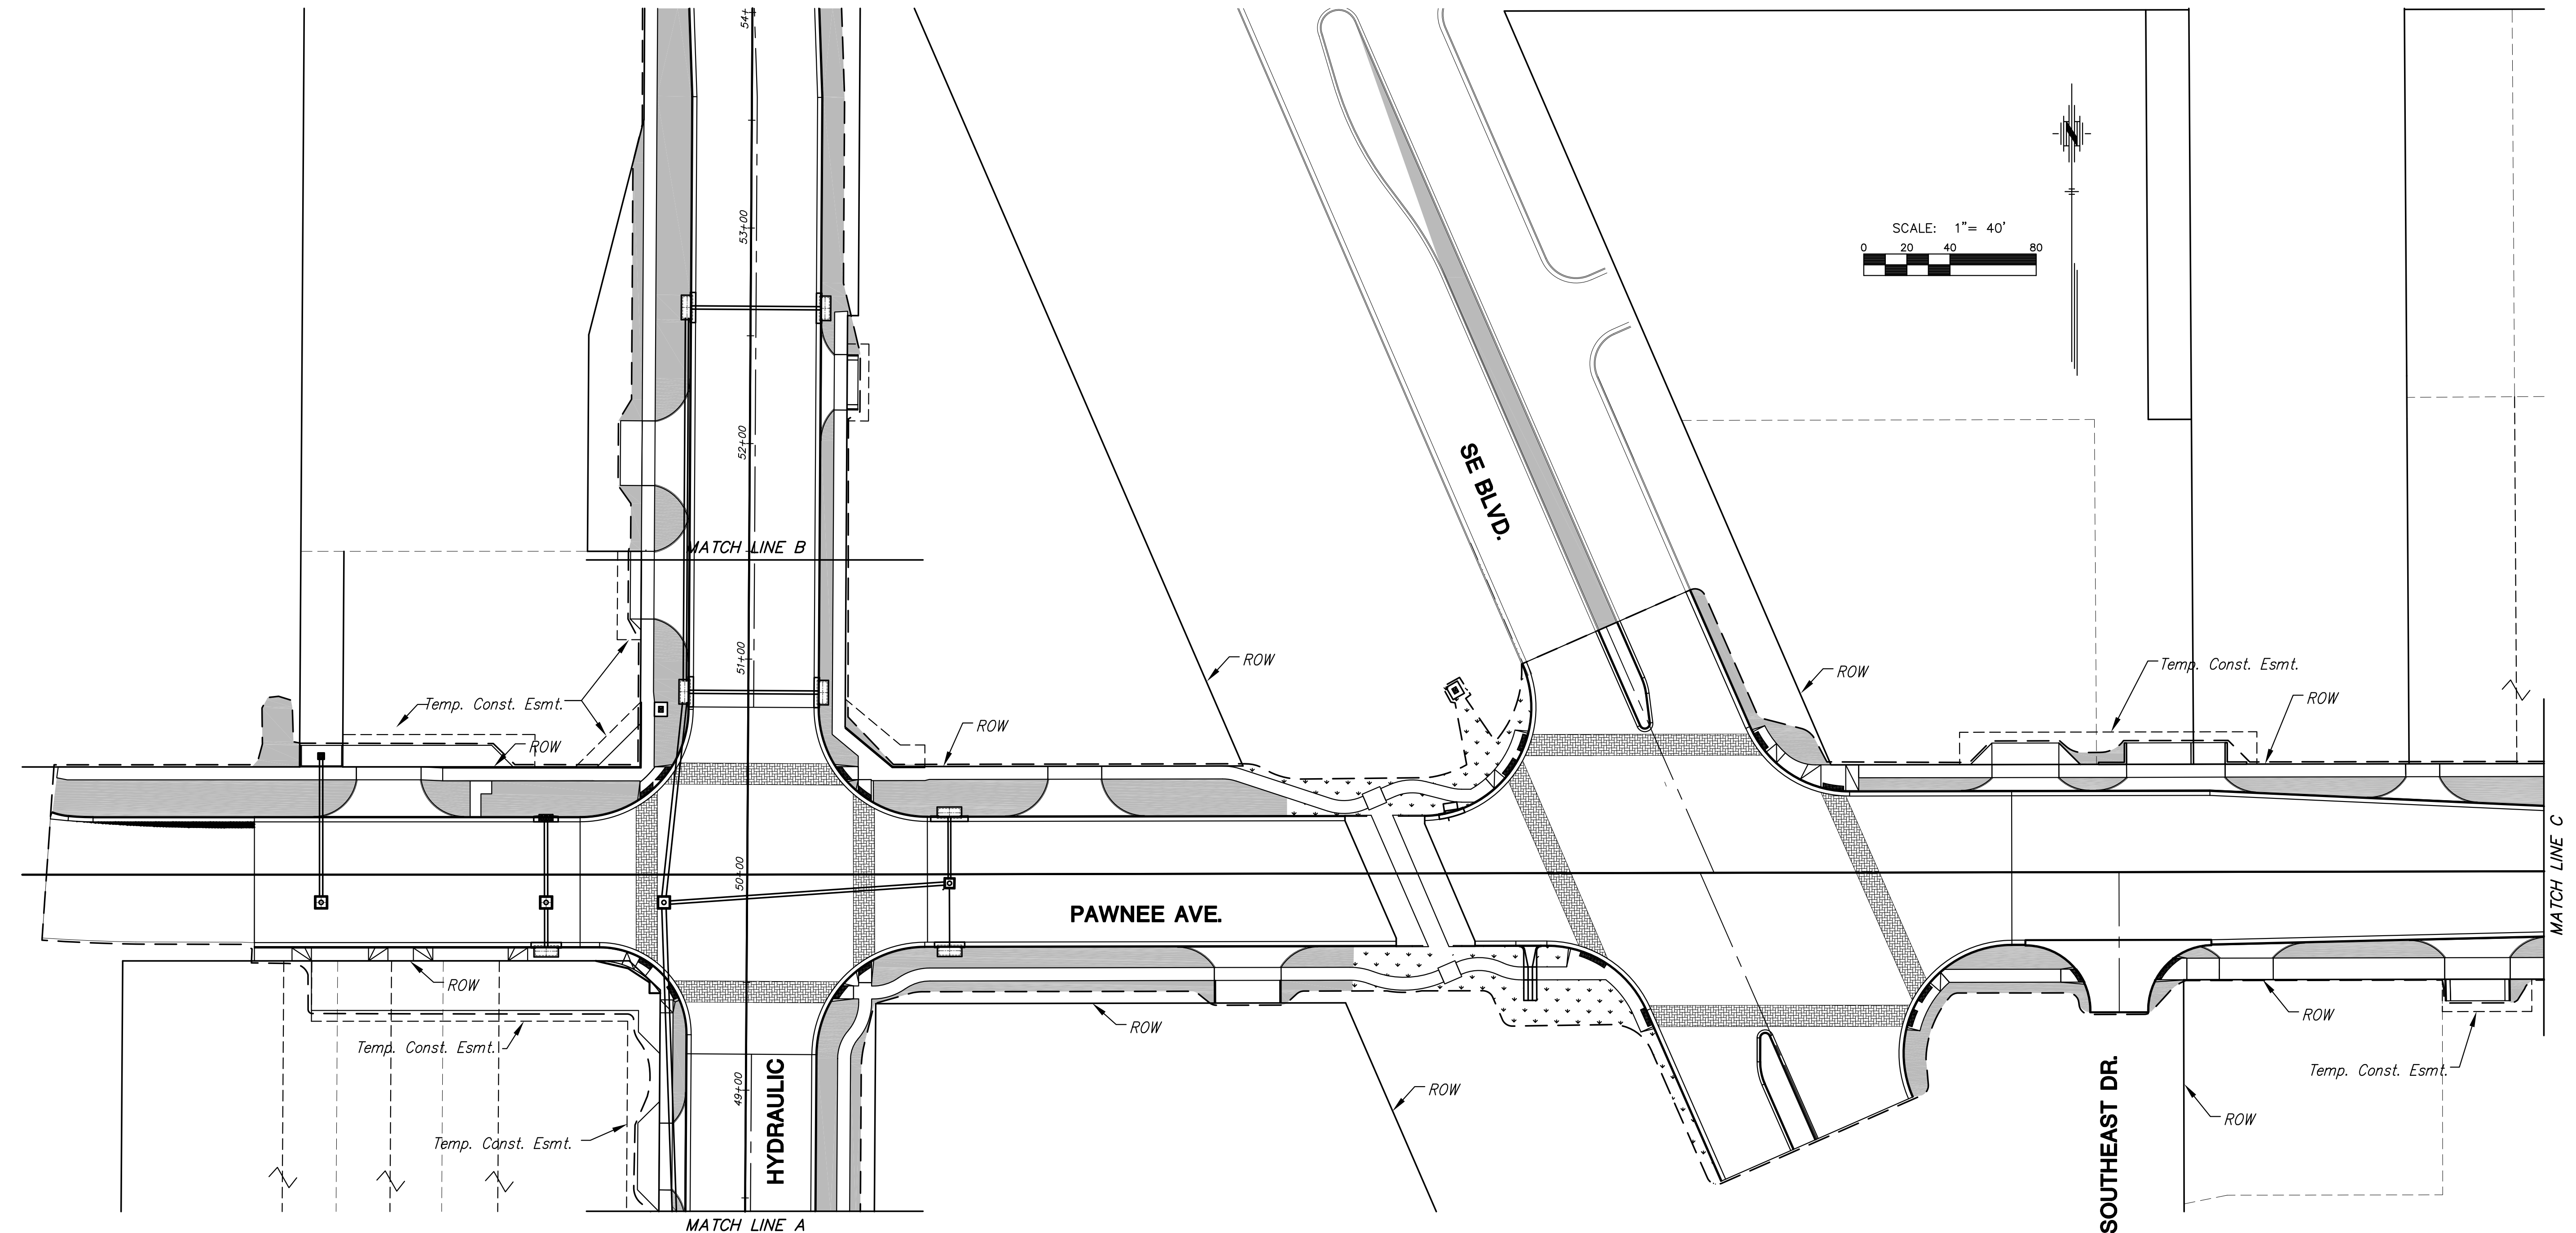 54+
53+00
SCALE: 1"= 40'
0 20 40 80
52+00
SE BLVD.
MATCH LINE B
51+00
ROW
ROW
Temp. Const. Esmt.
ROW
Temp. Const. Esmt.
ROW
ROW
MATCH LINE C
50+00
PAWNEE AVE.
ROW
ROW
ROW
Temp. Const. Esmt.
Temp. Const. Esmt.
49+00
HYDRAULIC
ROW
SOUTHEAST DR.
ROW
Temp. Const. Esmt.
MATCH LINE A